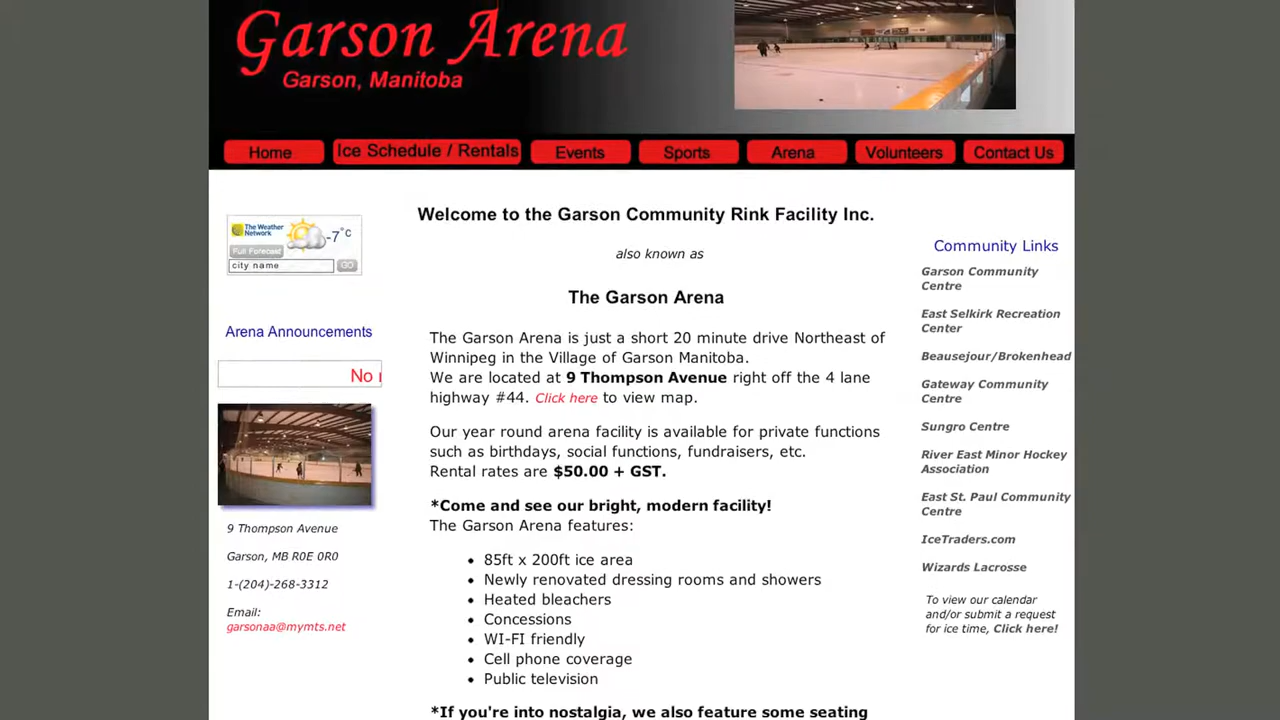 Garson Arena
Garson, Manitoba
Home
Ice Schedule / Rentals
Events
Sports
Arena
Volunteers
Contact Us
The Weather
Network
-7°c
Full Forecast
city name
GO
Arena Announcements
No
9 Thompson Avenue
Garson, MB R0E 0R0
1-(204)-268-3312
Email:
garsonaa@mymts.net
Welcome to the Garson Community Rink Facility Inc.
also known as
The Garson Arena
The Garson Arena is just a short 20 minute drive Northeast of
Winnipeg in the Village of Garson Manitoba.
We are located at 9 Thompson Avenue right off the 4 lane
highway #44. Click here to view map.
Our year round arena facility is available for private functions
such as birthdays, social functions, fundraisers, etc.
Rental rates are $50.00 + GST.
*Come and see our bright, modern facility!
The Garson Arena features:
• 85ft x 200ft ice area
• Newly renovated dressing rooms and showers
• Heated bleachers
• Concessions
• WI-FI friendly
• Cell phone coverage
• Public television
*If you're into nostalgia, we also feature some seating
Community Links
Garson Community
Centre
East Selkirk Recreation
Center
Beausejour/Brokenhead
Gateway Community
Centre
Sungro Centre
River East Minor Hockey
Association
East St. Paul Community
Centre
IceTraders.com
Wizards Lacrosse
To view our calendar
and/or submit a request
for ice time, Click here!